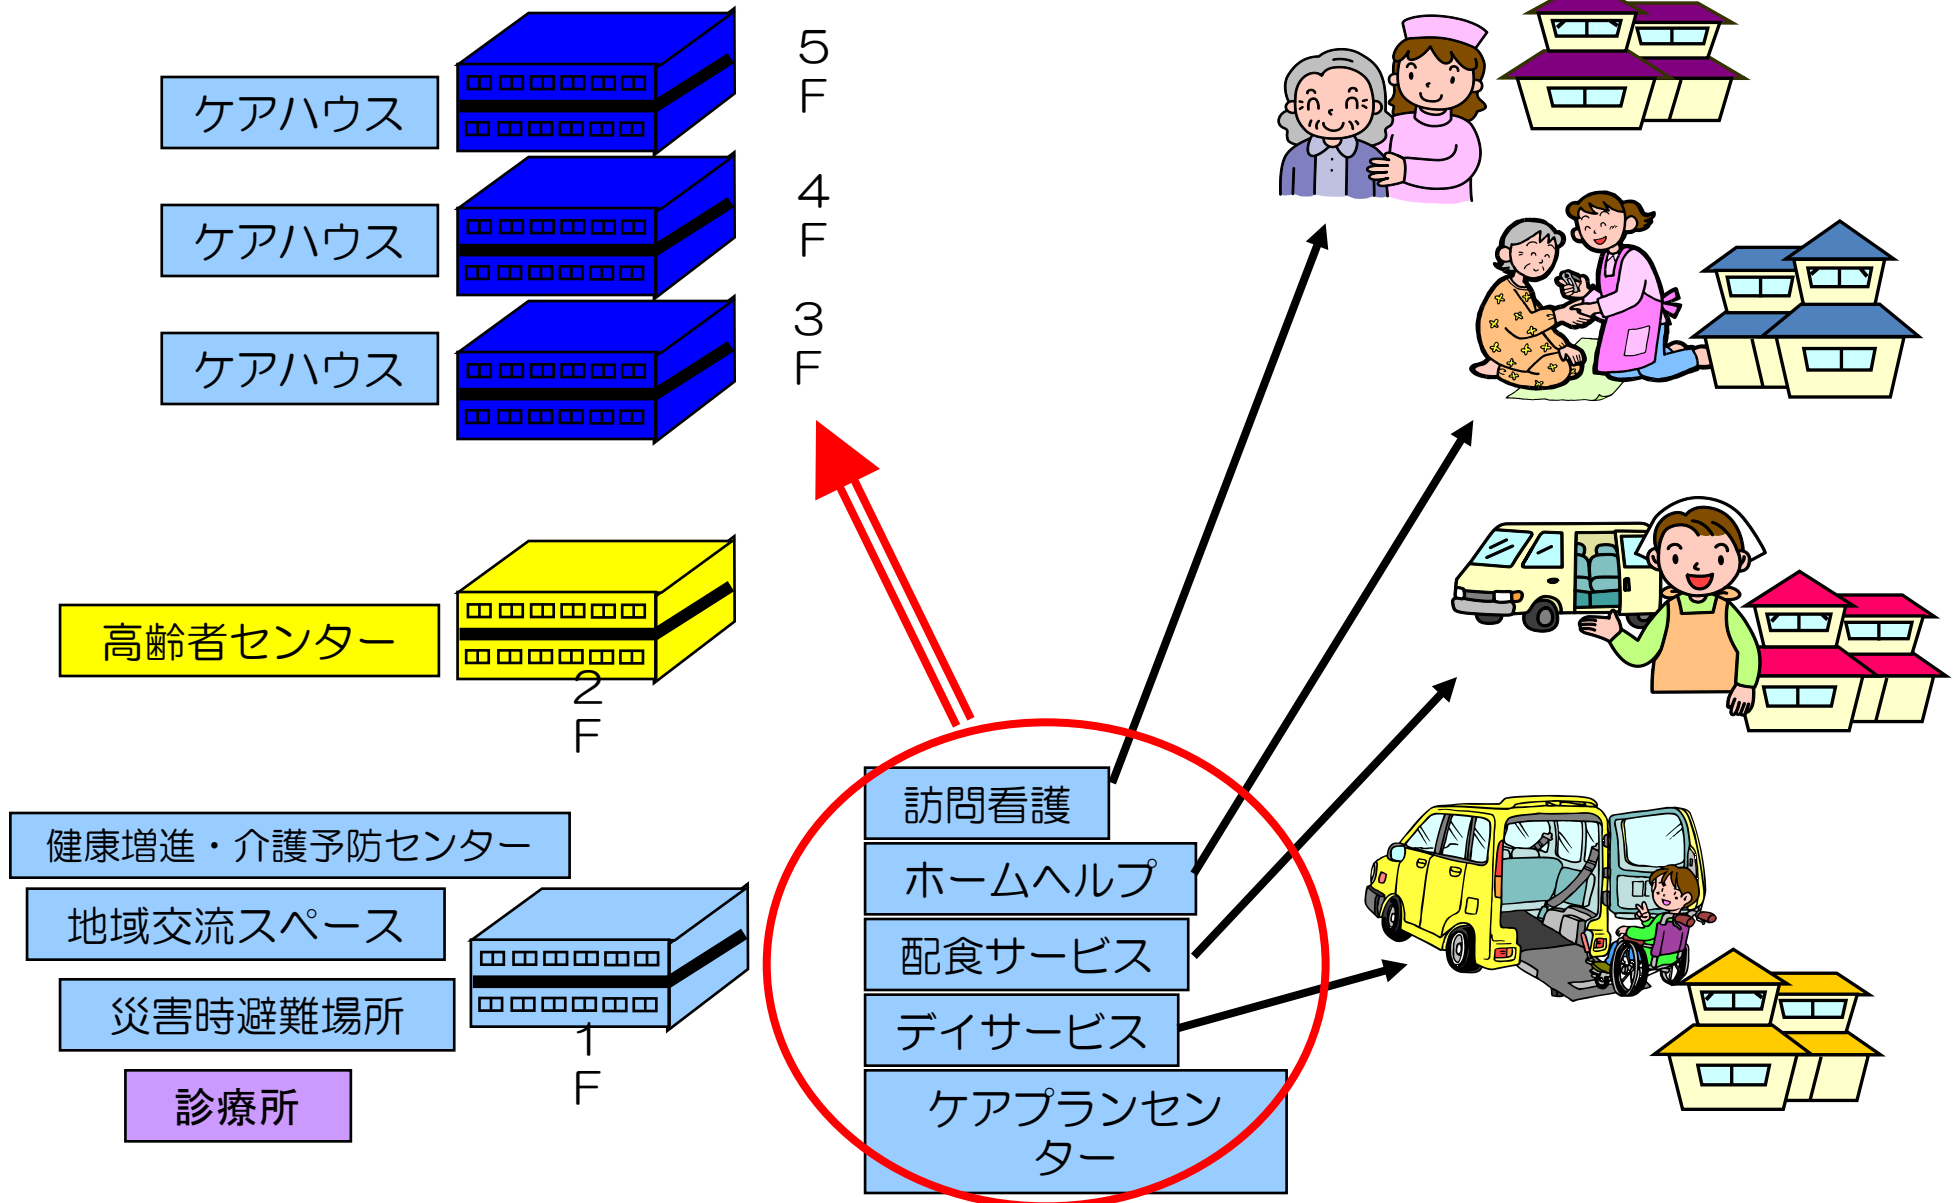 ケアハウス
5
F
ケアハウス
4
F
ケアハウス
3
F
高齢者センター
2
F
健康増進・介護予防センター
地域交流スペース
災害時避難場所
診療所
1
F
訪問看護
ホームヘルプ
配食サービス
デイサービス
ケアプランセン
ター